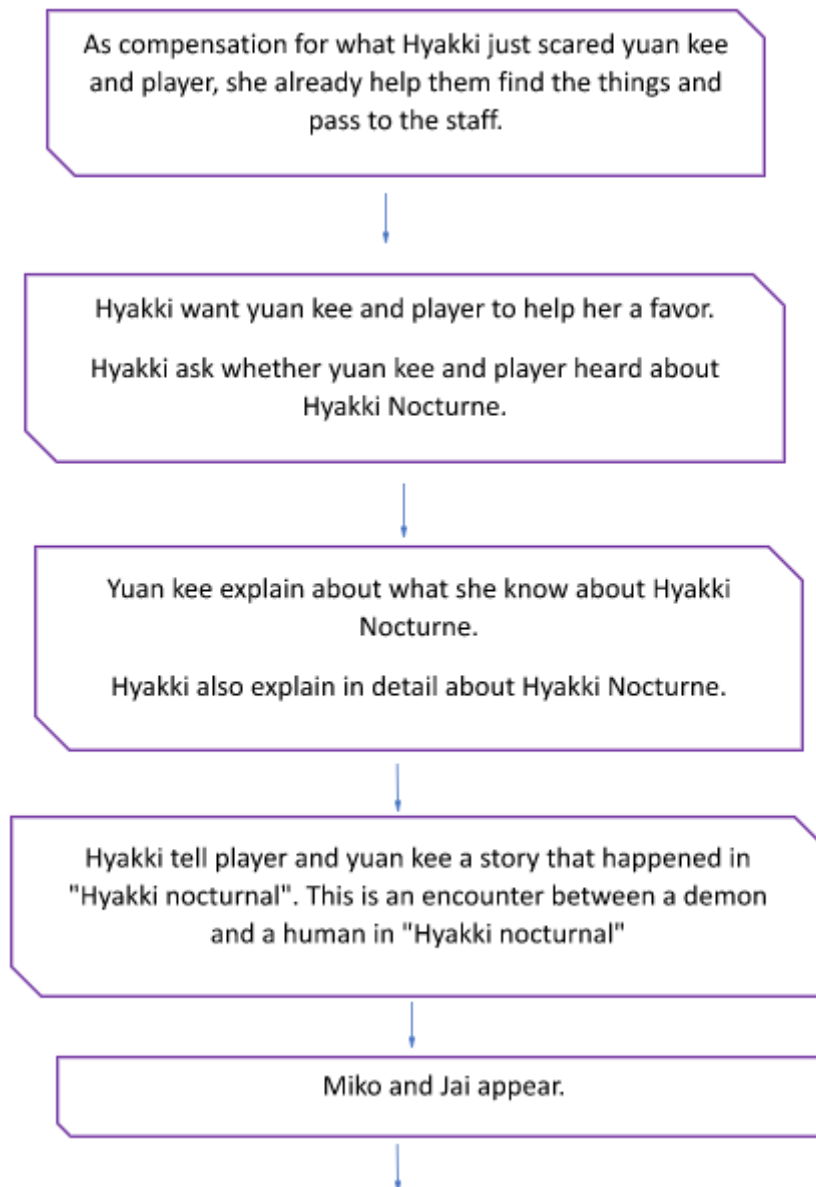 As compensation for what Hyakki just scared yuan kee
and player, she already help them find the things and
pass to the staff.
Hyakki want yuan kee and player to help her a favor.
Hyakki ask whether yuan kee and player heard about
Hyakki Nocturne.
Yuan kee explain about what she know about Hyakki
Nocturne.
Hyakki also explain in detail about Hyakki Nocturne.
Hyakki tell player and yuan kee a story that happened in
"Hyakki nocturnal". This is an encounter between a demon
and a human in "Hyakki nocturnal"
Miko and Jai appear.